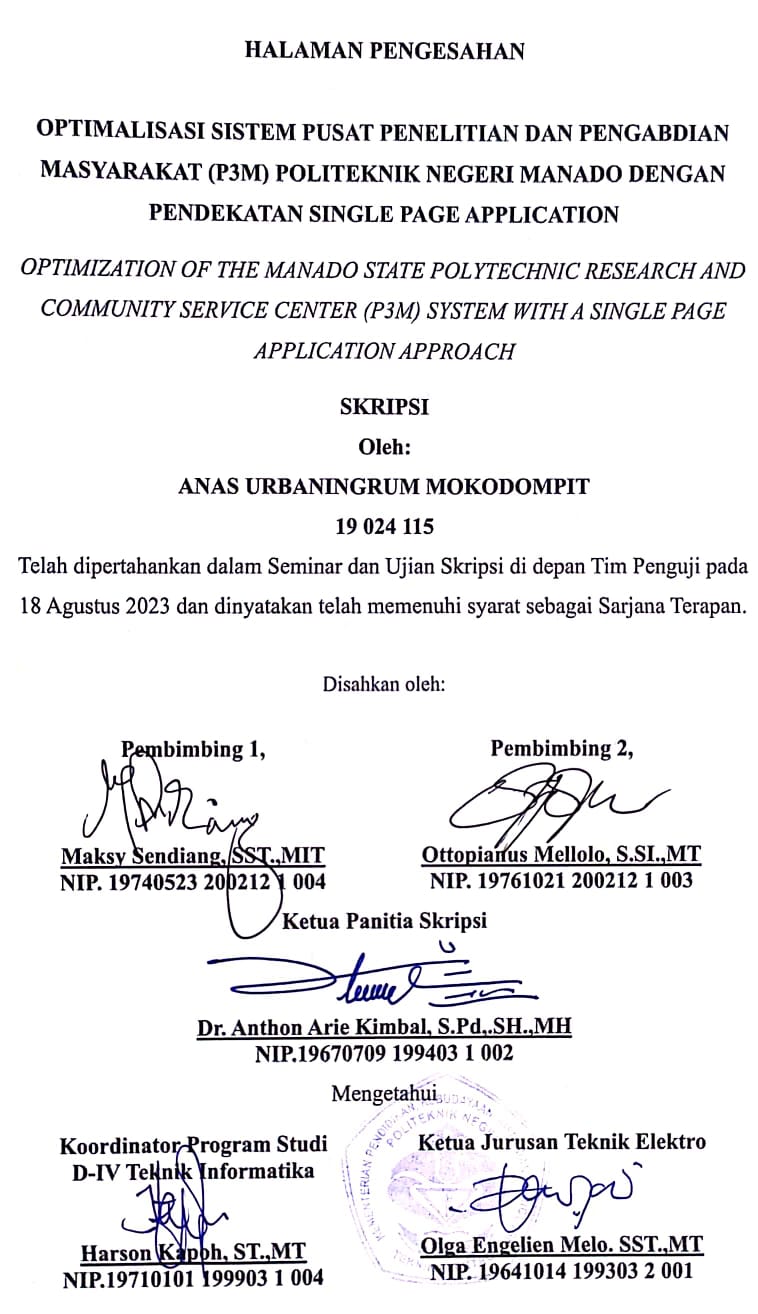 HALAMAN PENGESAHAN
OPTIMALISASI SISTEM PUSAT PENELITIAN DAN PENGABDIAN
MASYARAKAT (P3M) POLITEKNIK NEGERI MANADO DENGAN
PENDEKATAN SINGLE PAGE APPLICATION
OPTIMIZATION OF THE MANADO STATE POLYTECHNIC RESEARCH AND
COMMUNITY SERVICE CENTER (P3M) SYSTEM WITH A SINGLE PAGE
APPLICATION APPROACH
SKRIPSI
Oleh:
ANAS URBANINGRUM MOKODOMPIT
19 024 115
Telah dipertahankan dalam Seminar dan Ujian Skripsi di depan Tim Penguji pada
18 Agustus 2023 dan dinyatakan telah memenuhi syarat sebagai Sarjana Terapan.
Disahkan oleh:
Pembimbing 1,
Maksy Sendiang, SST.,MIT
NIP. 19740523 200212 1 004
Pembimbing 2,
Ottopianus Mellolo, S.SI.,MT
NIP. 19761021 200212 1 003
Ketua Panitia Skripsi
Dr. Anthon Arie Kimbal, S.Pd,.SH.,MH
NIP.19670709 199403 1 002
Mengetahui
Koordinator Program Studi
D-IV Teknik Informatika
Harson Kapoh, ST.,MT
NIP.19710101 199903 1 004
Ketua Jurusan Teknik Elektro
Olga Engelien Melo. SST.,MT
NIP. 19641014 199303 2 001